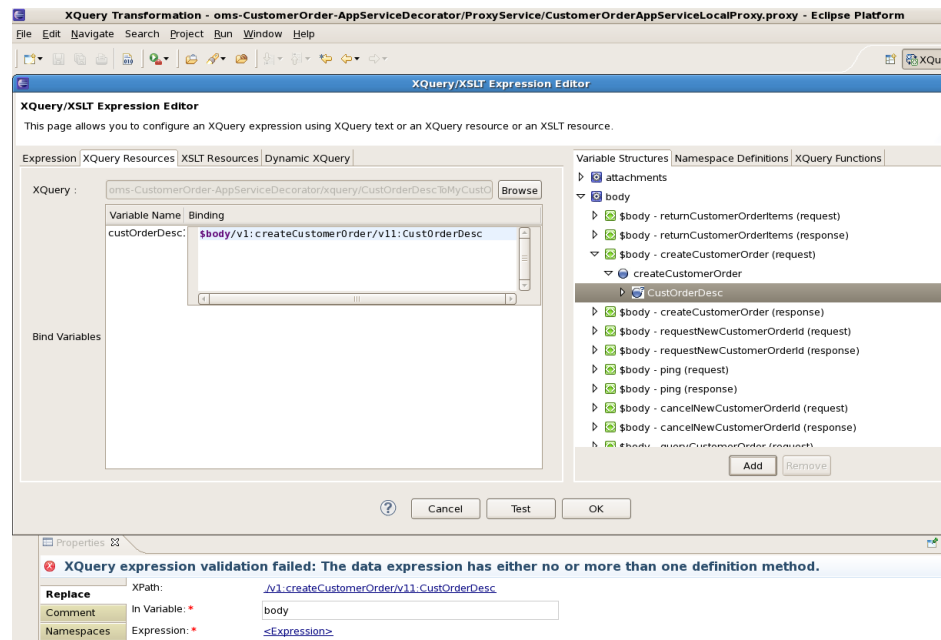 XQuery Transformation - oms-CustomerOrder-AppServiceDecorator/ProxyService/CustomerOrderAppServiceLocalProxy.proxy - Eclipse Platform
File Edit Navigate Search Project Run Window Help
XQu
XQuery/XSLT Expression Editor
XQuery/XSLT Expression Editor
This page allows you to configure an XQuery expression using XQuery text or an XQuery resource or an XSLT resource.
Expression XQuery Resources XSLT Resources Dynamic XQuery
Variable Structures Namespace Definitions XQuery Functions
XQuery : oms-CustomerOrder-AppServiceDecorator/xquery/CustOrderDescToMyCustO Browse
Variable Name Binding
custOrderDesc: $body/v1:createCustomerOrder/v11:CustOrderDesc
Bind Variables
attachments
body
$body - returnCustomerOrderItems (request)
$body - returnCustomerOrderItems (response)
$body - createCustomerOrder (request)
createCustomerOrder
CustOrderDesc
$body - createCustomerOrder (response)
$body - requestNewCustomerOrderId (request)
$body - requestNewCustomerOrderId (response)
$body - ping (request)
$body - ping (response)
$body - cancelNewCustomerOrderId (request)
$body - cancelNewCustomerOrderId (response)
$body - queryCustomerOrder (request)
Add Remove
? Cancel Test OK
Properties
XQuery expression validation failed: The data expression has either no or more than one definition method.
Replace XPath: ./v1:createCustomerOrder/v11:CustOrderDesc
Comment In Variable: * body
Namespaces Expression: * <Expression>